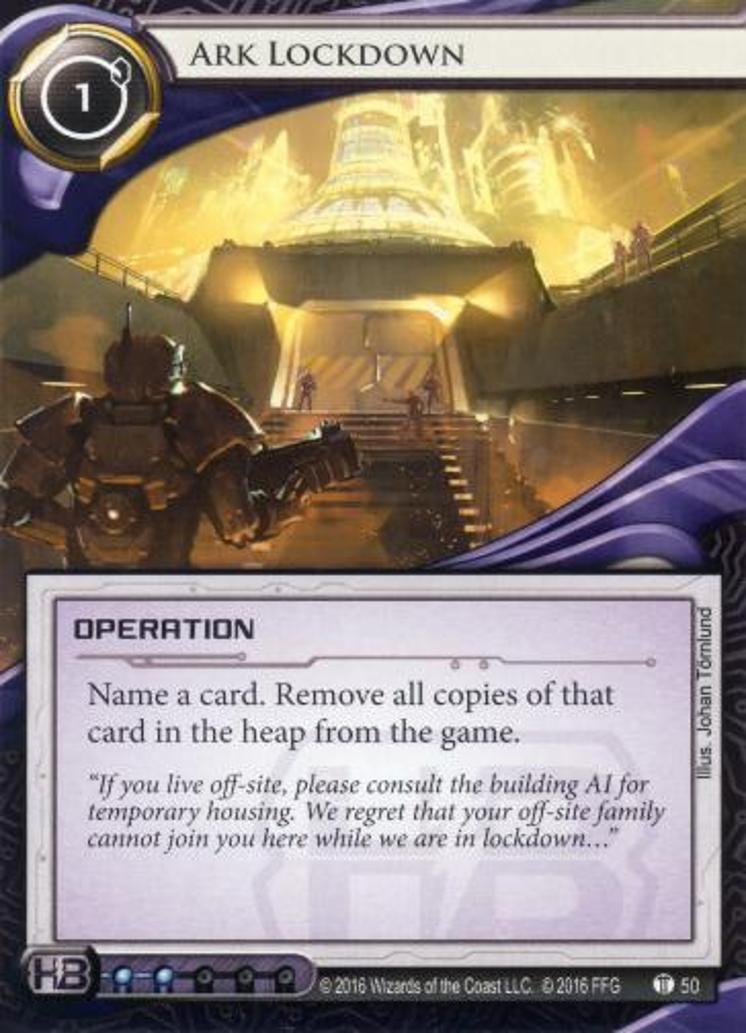 1
ARK LOCKDOWN
OPERATION
Name a card. Remove all copies of that
card in the heap from the game.
“If you live off-site, please consult the building AI for
temporary housing. We regret that your off-site family
cannot join you here while we are in lockdown…”
Illus. Johan Törnlund
HB
© 2016 Wizards of the Coast LLC. © 2016 FFG
50